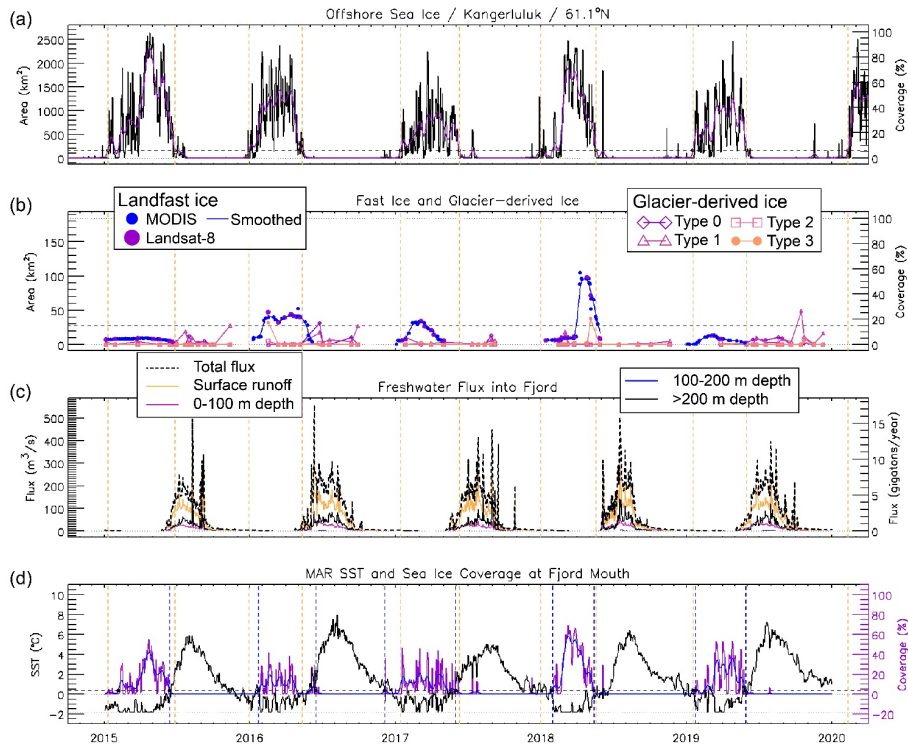 (a)
Offshore Sea Ice / Kangerluluk / 61.1°N
2500
2000
1500
1000
500
0
Area (km²)
100
80
60
40
20
0
Coverage (%)
(b)
Landfast ice
MODIS
Smoothed
Landsat-8
Fast Ice and Glacier-derived Ice
Glacier-derived ice
Type 0
Type 2
Type 1
Type 3
150
100
50
0
Area (km²)
100
80
60
40
20
0
Coverage (%)
(c)
Total flux
Surface runoff
0-100 m depth
Freshwater Flux into Fjord
100-200 m depth
>200 m depth
500
400
300
200
100
0
Flux (m³/s)
15
10
5
0
Flux (gigatons/year)
(d)
MAR SST and Sea Ice Coverage at Fjord Mouth
10
8
6
4
2
0
−2
SST (°C)
100
80
60
40
20
0
Coverage (%)
2015
2016
2017
2018
2019
2020